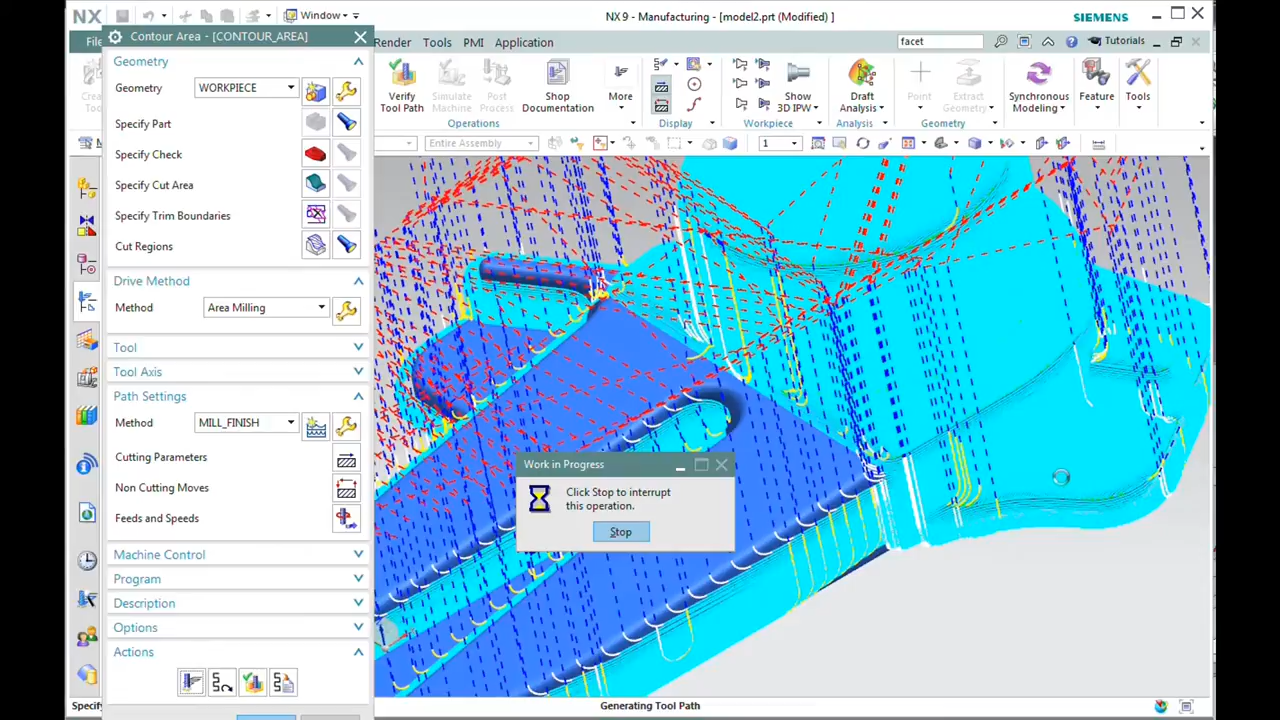 NX
Window
NX 9 - Manufacturing - [model2.prt (Modified) ]
SIEMENS
Contour Area - [CONTOUR_AREA]
Render
Tools
PMI
Application
facet
Tutorials
Verify
Tool Path
Simulate
Machine
Post
Process
Shop
Documentation
More
Show
3D IPW
Draft
Analysis
Point
Extract
Geometry
Synchronous
Modeling
Feature
Tools
Operations
Display
Workpiece
Analysis
Geometry
Entire Assembly
1
Geometry
Geometry
WORKPIECE
Specify Part
Specify Check
Specify Cut Area
Specify Trim Boundaries
Cut Regions
Drive Method
Method
Area Milling
Tool
Tool Axis
Path Settings
Method
MILL_FINISH
Cutting Parameters
Non Cutting Moves
Feeds and Speeds
Machine Control
Program
Description
Options
Actions
Work in Progress
Click Stop to interrupt
this operation.
Stop
Generating Tool Path